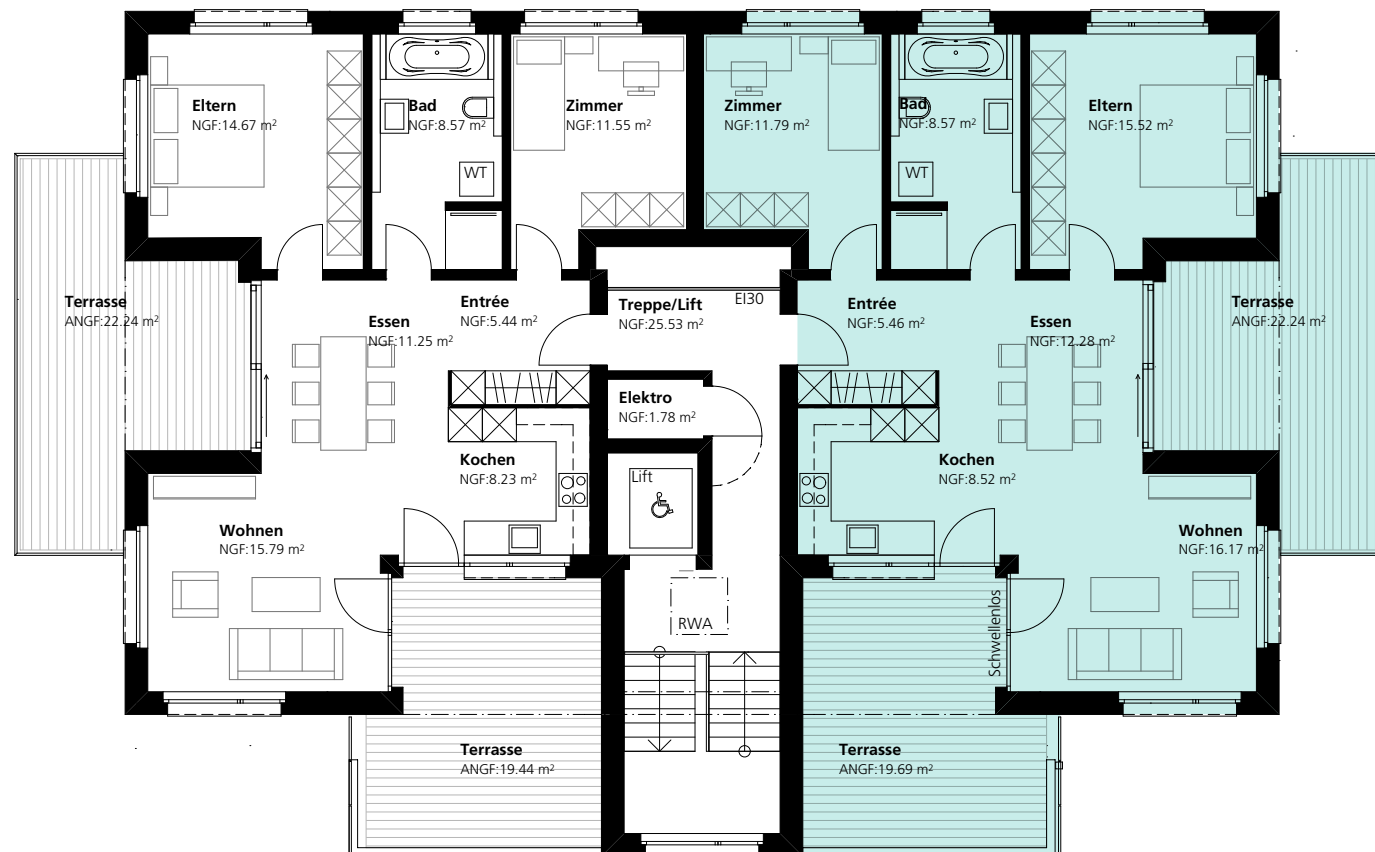 Eltern
NGF:14.67 m²
Bad
NGF:8.57 m²
Zimmer
NGF:11.55 m²
Zimmer
NGF:11.79 m²
Bad
NGF:8.57 m²
Eltern
NGF:15.52 m²
WT
WT
Terrasse
ANGF:22.24 m²
Essen
NGF:11.25 m²
Entrée
NGF:5.44 m²
Treppe/Lift
NGF:25.53 m²
EI30
Entrée
NGF:5.46 m²
Essen
NGF:12.28 m²
Terrasse
ANGF:22.24 m²
Elektro
NGF:1.78 m²
Kochen
NGF:8.23 m²
Lift
Kochen
NGF:8.52 m²
Wohnen
NGF:15.79 m²
Wohnen
NGF:16.17 m²
RWA
Schwellenlos
Terrasse
ANGF:19.44 m²
Terrasse
ANGF:19.69 m²